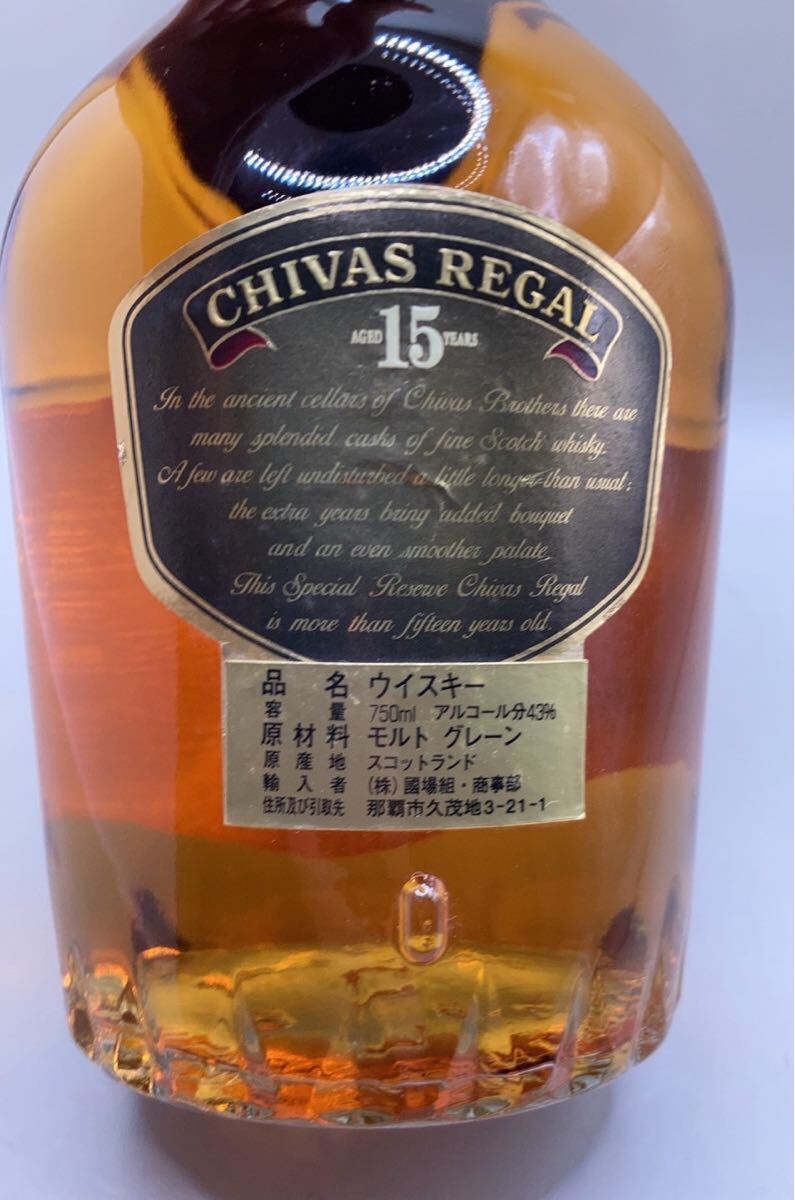 CHIVAS REGAL
AGED 15 YEARS
In the ancient cellars of Chivas Brothers there are
many splendid casks of fine Scotch whisky.
A few are left undisturbed a little longer than usual;
the extra years bring added bouquet
and an even smoother palate.
This Special Reserve Chivas Regal
is more than fifteen years old.
品名 ウイスキー
容量 750ml アルコール分43%
原材料 モルト グレーン
原産地 スコットランド
輸入者 (株)國場組・商事部
住所及び引取先 那覇市久茂地3-21-1